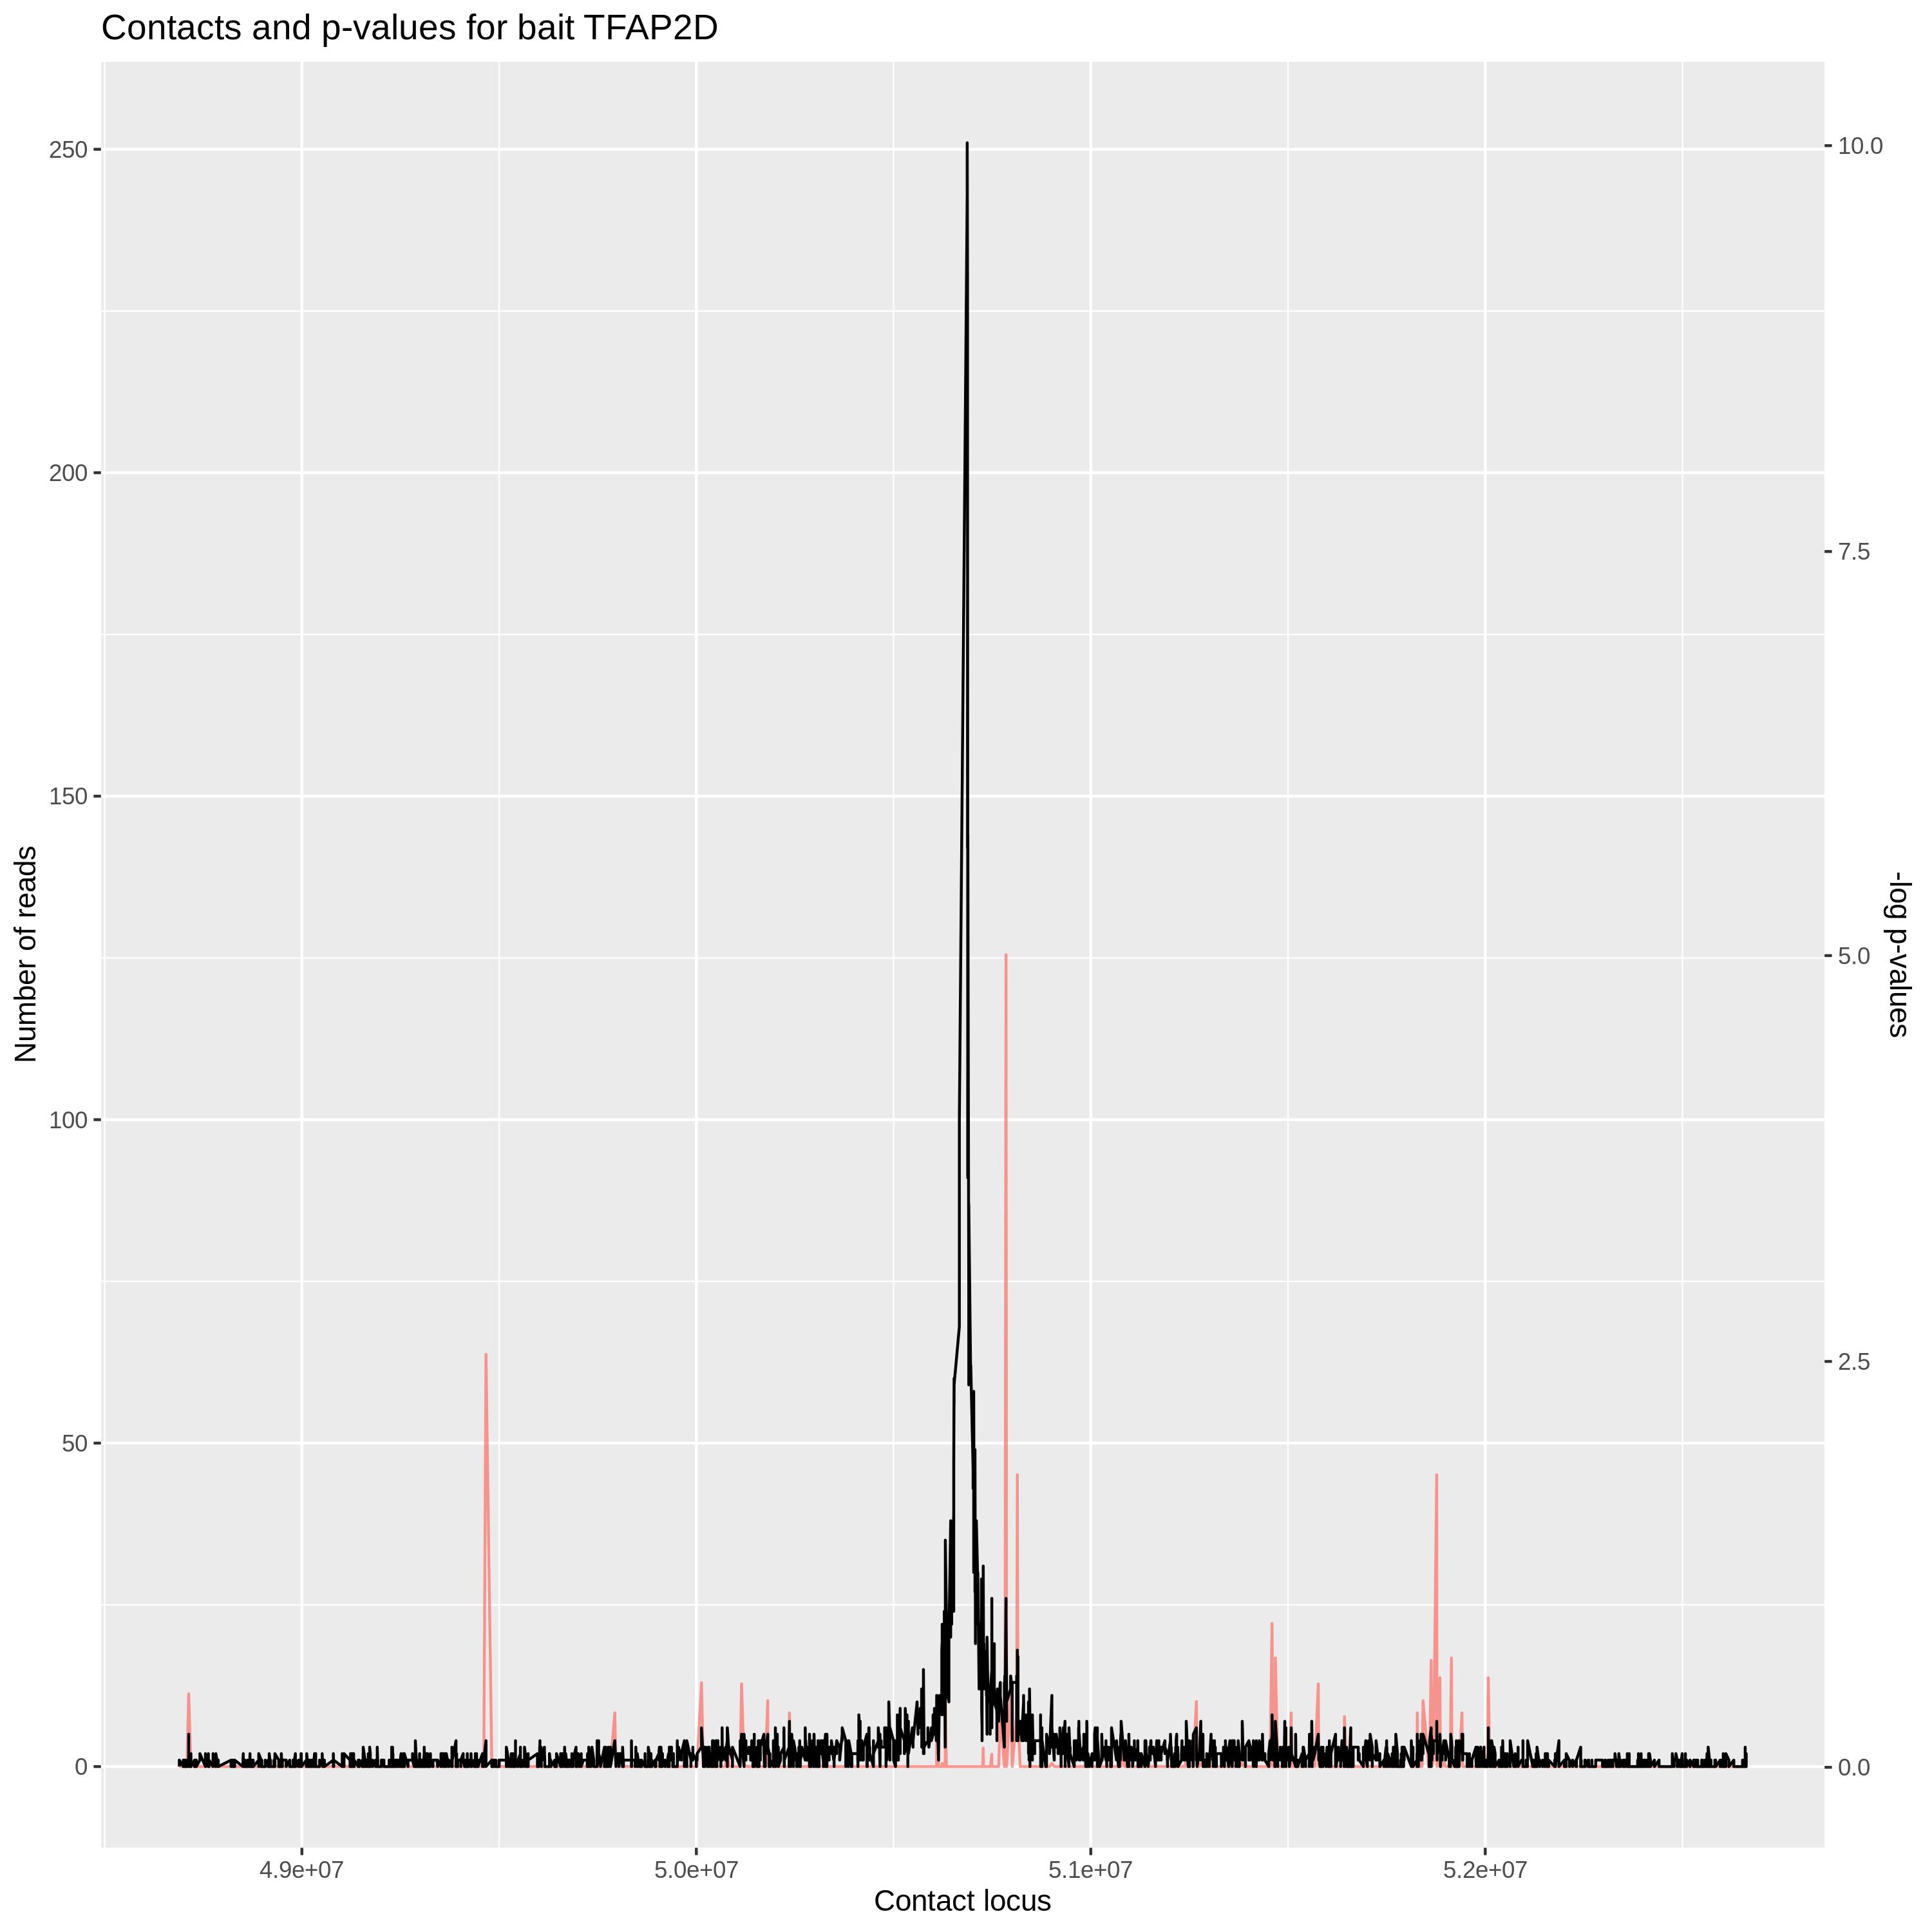 Contacts and p-values for bait TFAP2D
250
200
150
100
50
0
Number of reads
10.0
7.5
5.0
2.5
0.0
-log p-values
4.9e+07 5.0e+07 5.1e+07 5.2e+07
Contact locus